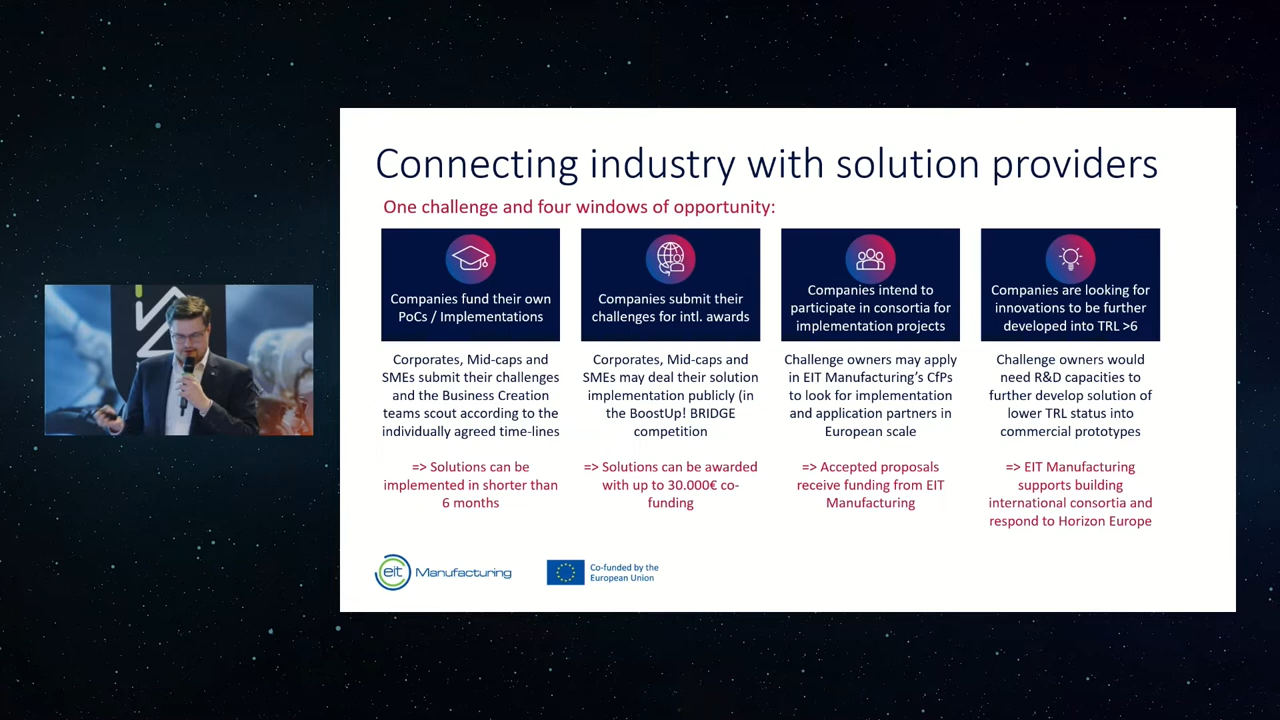 Connecting industry with solution providers
One challenge and four windows of opportunity:
Companies fund their own
PoCs / Implementations
Corporates, Mid-caps and
SMEs submit their challenges
and the Business Creation
teams scout according to the
individually agreed time-lines
=> Solutions can be
implemented in shorter than
6 months
Companies submit their
challenges for intl. awards
Corporates, Mid-caps and
SMEs may deal their solution
implementation publicly (in
the BoostUp! BRIDGE
competition
=> Solutions can be awarded
with up to 30.000€ co-
funding
Companies intend to
participate in consortia for
implementation projects
Challenge owners may apply
in EIT Manufacturing’s CfPs
to look for implementation
and application partners in
European scale
=> Accepted proposals
receive funding from EIT
Manufacturing
Companies are looking for
innovations to be further
developed into TRL >6
Challenge owners would
need R&D capacities to
further develop solution of
lower TRL status into
commercial prototypes
=> EIT Manufacturing
supports building
international consortia and
respond to Horizon Europe
eit Manufacturing
Co-funded by the
European Union